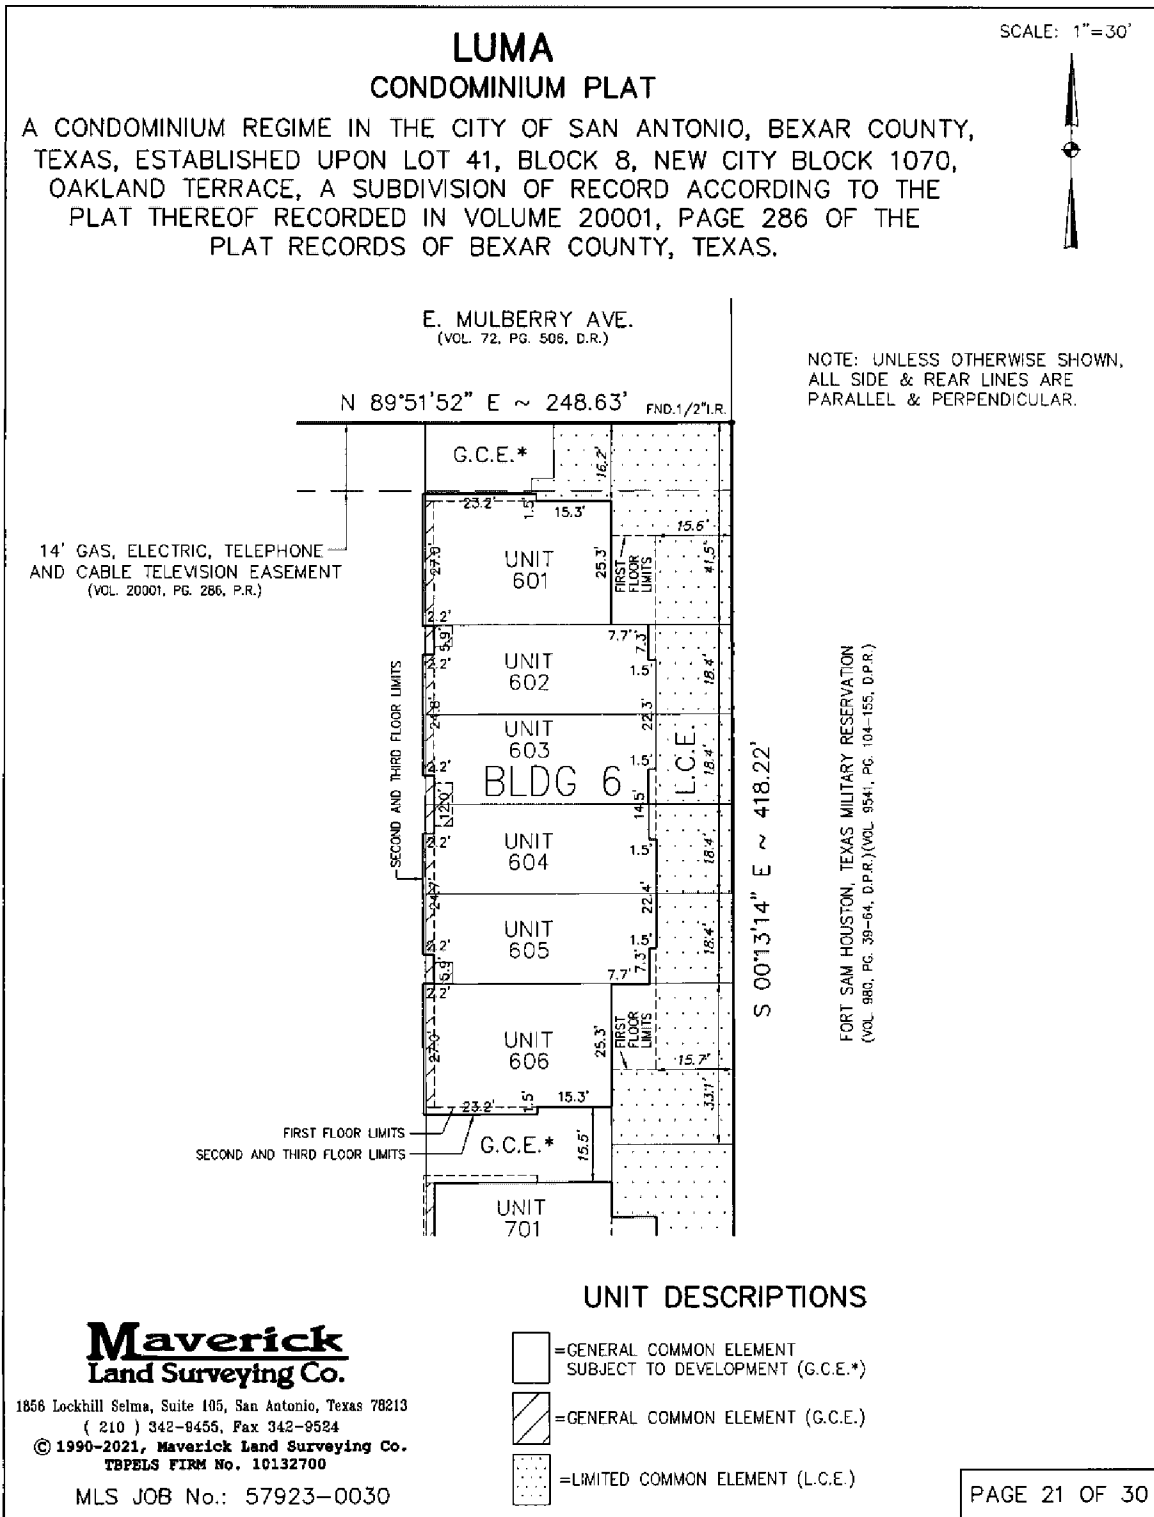 SCALE: 1"=30'
LUMA
CONDOMINIUM PLAT
A CONDOMINIUM REGIME IN THE CITY OF SAN ANTONIO, BEXAR COUNTY,
TEXAS, ESTABLISHED UPON LOT 41, BLOCK 8, NEW CITY BLOCK 1070,
OAKLAND TERRACE, A SUBDIVISION OF RECORD ACCORDING TO THE
PLAT THEREOF RECORDED IN VOLUME 20001, PAGE 286 OF THE
PLAT RECORDS OF BEXAR COUNTY, TEXAS.
E. MULBERRY AVE.
(VOL. 72, PG. 506, D.R.)
NOTE: UNLESS OTHERWISE SHOWN,
ALL SIDE & REAR LINES ARE
PARALLEL & PERPENDICULAR.
N 89°51'52" E ~ 248.63'
FND.1/2"I.R.
G.C.E.*
16.2'
23.2'
1.5'
15.3'
15.6'
14' GAS, ELECTRIC, TELEPHONE
AND CABLE TELEVISION EASEMENT
(VOL. 20001, PG. 286, P.R.)
27.0'
UNIT
601
25.3'
FIRST
FLOOR
LIMITS
41.5'
2.2'
5.9'
7.7'
7.3'
2.2'
UNIT
602
1.5'
18.4'
SECOND AND THIRD FLOOR LIMITS
24.8'
22.3'
UNIT
603
2.2'
1.5'
18.4'
L.C.E.
BLDG 6
12.0'
14.5'
2.2'
UNIT
604
1.5'
18.4'
24.7'
22.4'
UNIT
605
2.2'
1.5'
18.4'
5.9'
7.7'
7.3'
2.2'
S 00°13'14" E ~ 418.22'
FORT SAM HOUSTON, TEXAS MILITARY RESERVATION
(VOL. 980, PG. 39-64, D.P.R.)(VOL. 9541, PG. 104-155, D.P.R.)
27.0'
UNIT
606
25.3'
FIRST
FLOOR
LIMITS
15.7'
33.1'
23.2'
1.5'
15.3'
FIRST FLOOR LIMITS
SECOND AND THIRD FLOOR LIMITS
G.C.E.*
15.5'
UNIT
701
UNIT DESCRIPTIONS
=GENERAL COMMON ELEMENT
SUBJECT TO DEVELOPMENT (G.C.E.*)
=GENERAL COMMON ELEMENT (G.C.E.)
=LIMITED COMMON ELEMENT (L.C.E.)
Maverick
Land Surveying Co.
1856 Lockhill Selma, Suite 105, San Antonio, Texas 78213
( 210 ) 342-9455, Fax 342-9524
© 1990-2021, Maverick Land Surveying Co.
TBPELS FIRM No. 10132700
MLS JOB No.: 57923-0030
PAGE 21 OF 30